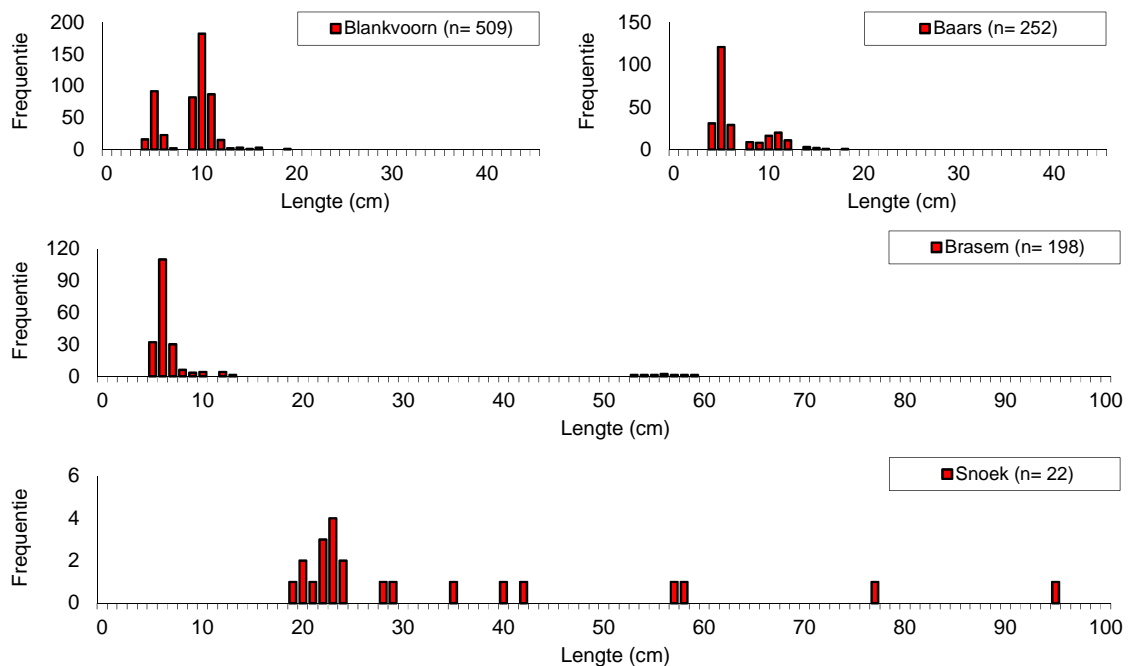 Blankvoorn (n= 509)
Frequentie
200
150
100
50
0
0 10 20 30 40
Lengte (cm)
Baars (n= 252)
Frequentie
150
100
50
0
0 10 20 30 40
Lengte (cm)
Brasem (n= 198)
Frequentie
120
90
60
30
0
0 10 20 30 40 50 60 70 80 90 100
Lengte (cm)
Snoek (n= 22)
Frequentie
6
4
2
0
0 10 20 30 40 50 60 70 80 90 100
Lengte (cm)